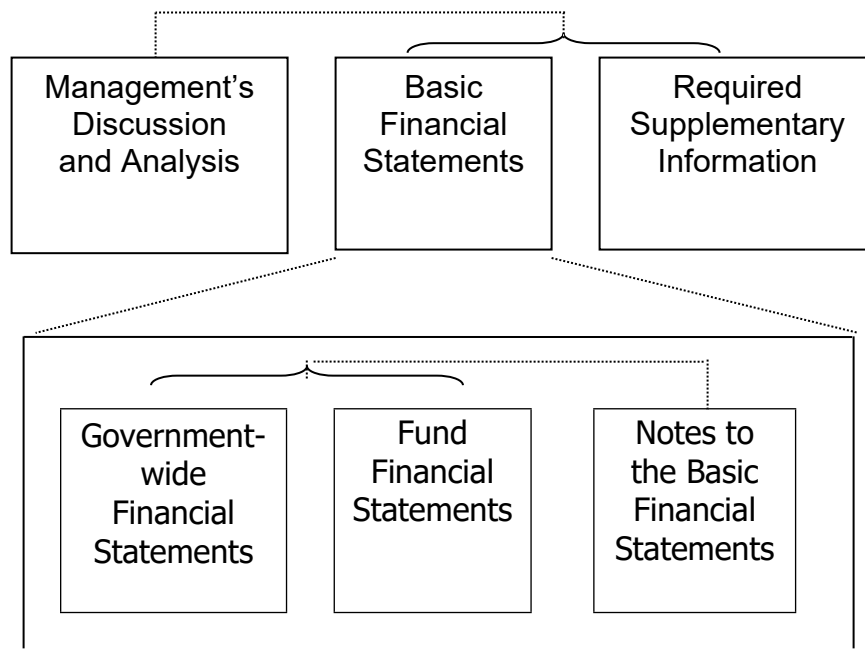 Management’s
Discussion
and Analysis
Basic
Financial
Statements
Required
Supplementary
Information
Government-
wide
Financial
Statements
Fund
Financial
Statements
Notes to
the Basic
Financial
Statements